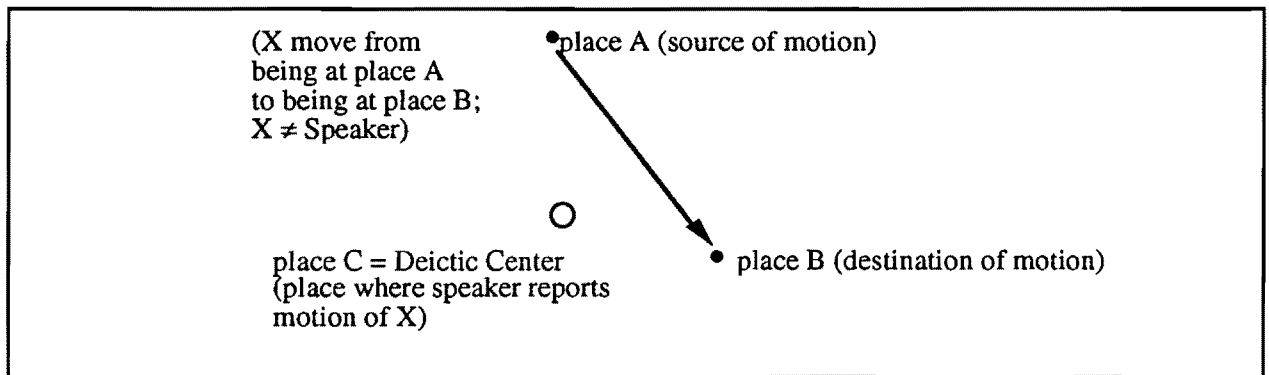 (X move from
being at place A
to being at place B;
X ≠ Speaker)
place A (source of motion)
place C = Deictic Center
(place where speaker reports
motion of X)
place B (destination of motion)